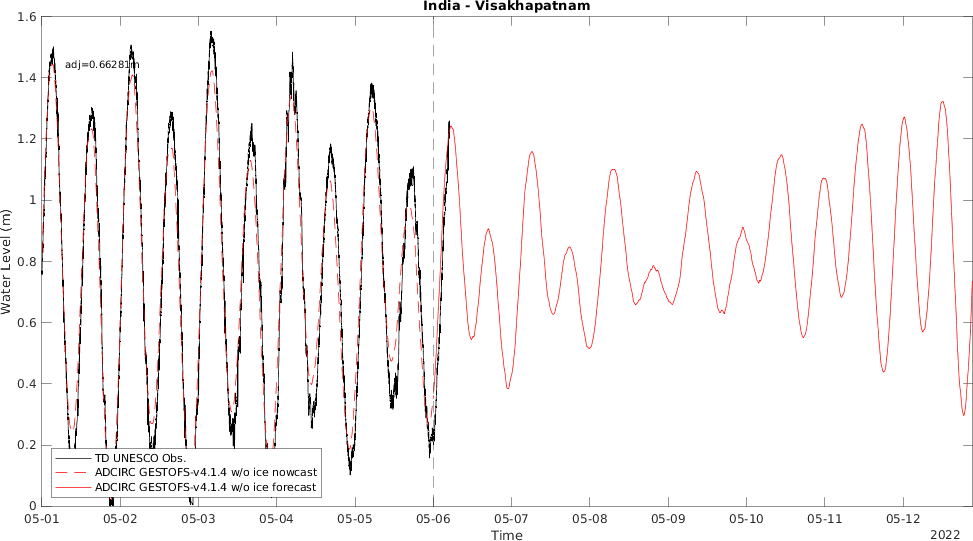 India - Visakhapatnam
1.6
1.4
1.2
1
0.8
0.6
0.4
0.2
0
adj=0.66281m
Water Level (m)
TD UNESCO Obs.
ADCIRC GESTOFS-v4.1.4 w/o ice nowcast
ADCIRC GESTOFS-v4.1.4 w/o ice forecast
05-01 05-02 05-03 05-04 05-05 05-06 05-07 05-08 05-09 05-10 05-11 05-12
Time
2022